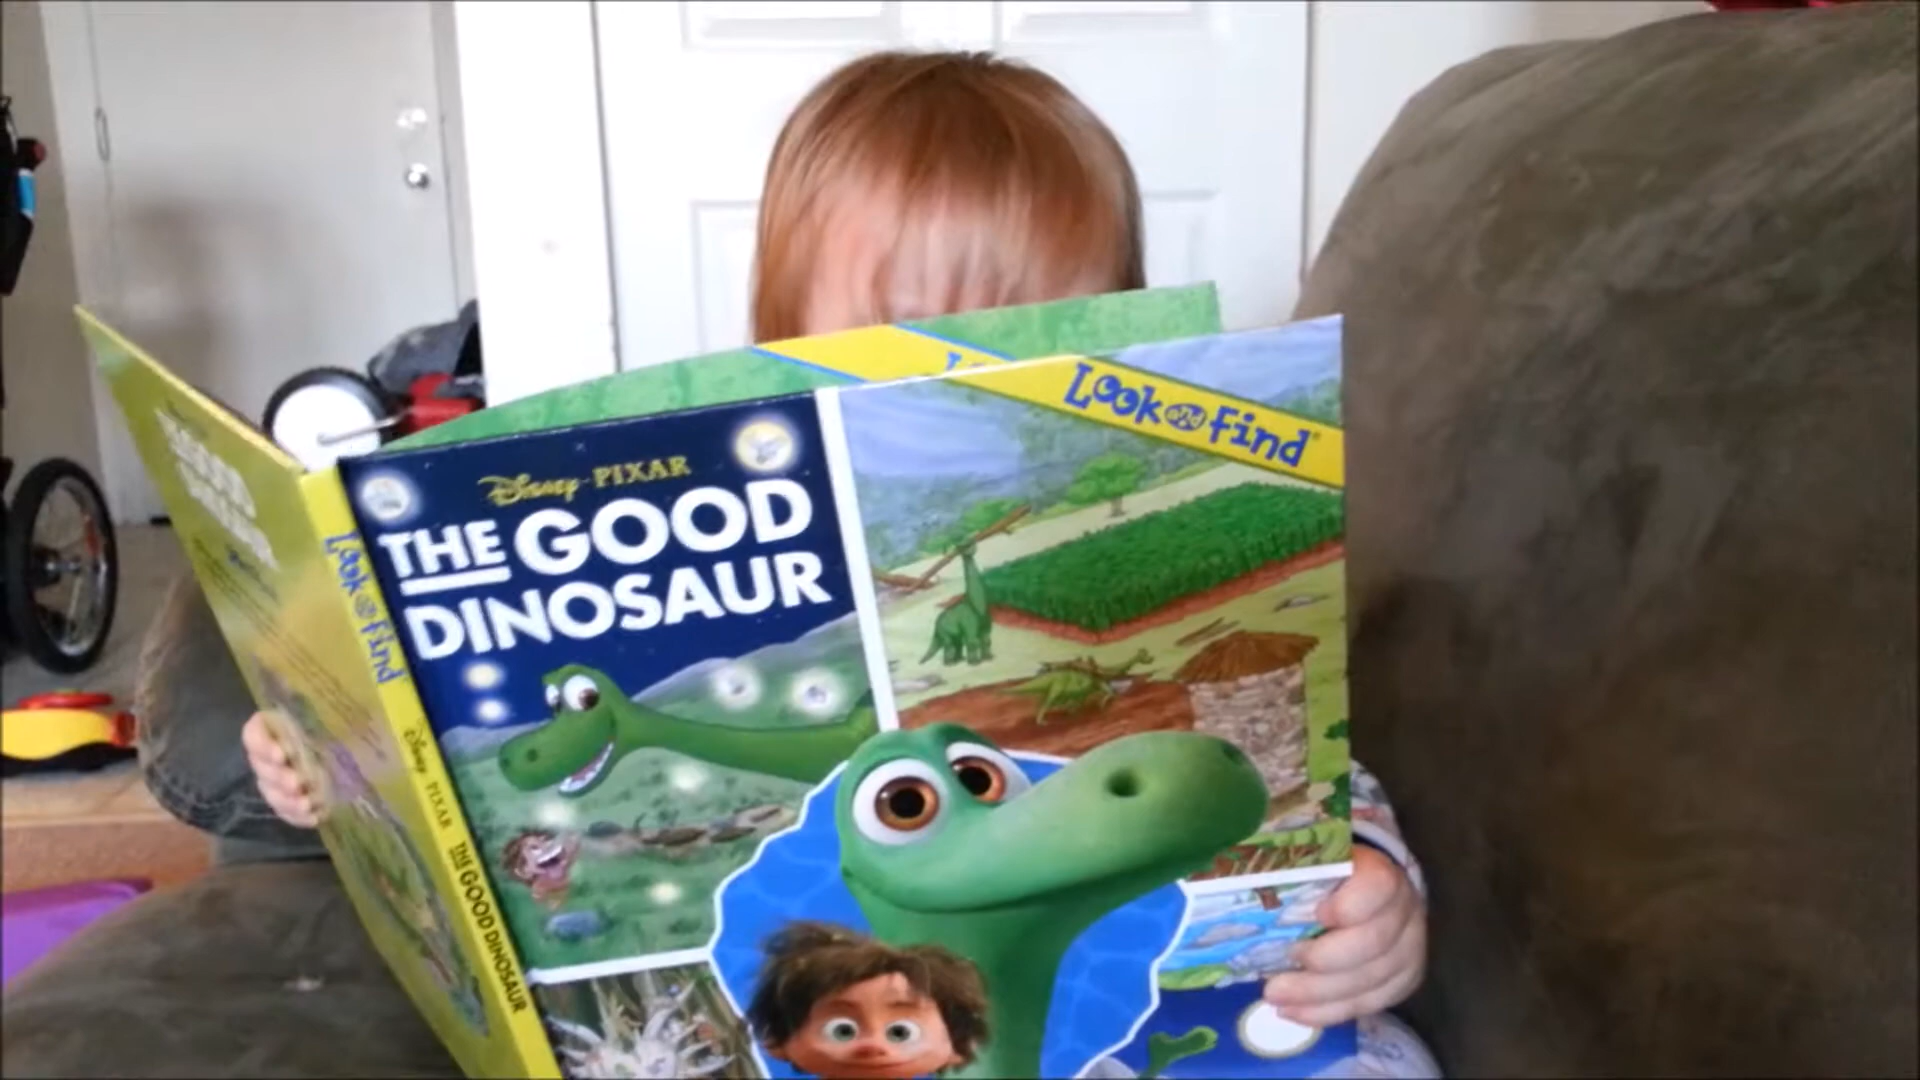 Look and Find
Disney PIXAR
THE GOOD
DINOSAUR
Look and Find
Disney PIXAR
THE GOOD DINOSAUR